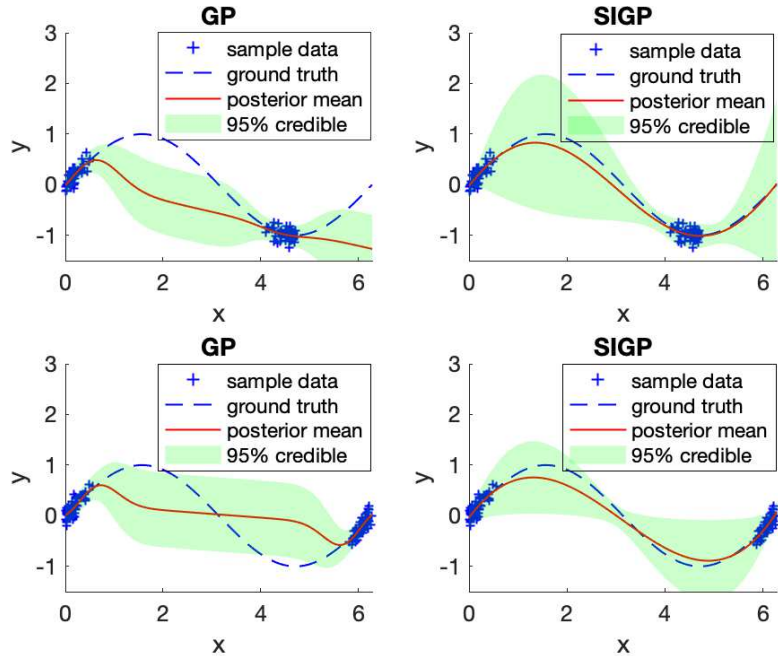 GP
3
2
1
0
-1
y
0
2
4
6
x
sample data
ground truth
posterior mean
95% credible
SIGP
3
2
1
0
-1
y
0
2
4
6
x
sample data
ground truth
posterior mean
95% credible
GP
3
2
1
0
-1
y
0
2
4
6
x
sample data
ground truth
posterior mean
95% credible
SIGP
3
2
1
0
-1
y
0
2
4
6
x
sample data
ground truth
posterior mean
95% credible